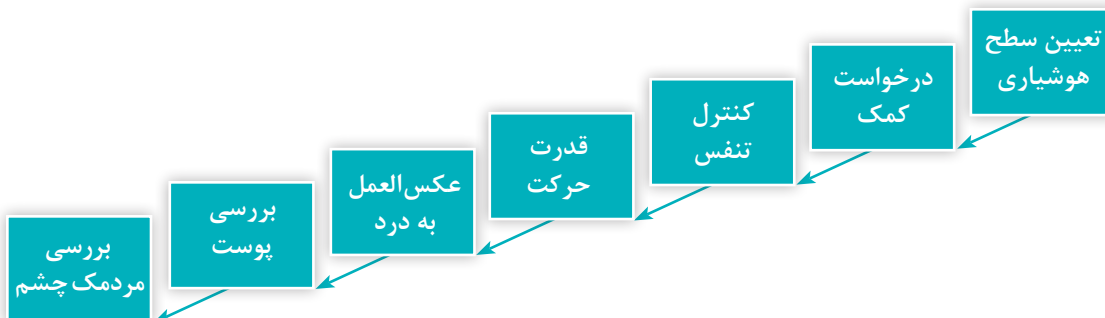 تعیین سطح
هوشیاری
درخواست
کمک
کنترل
تنفس
قدرت
حرکت
عکس‌العمل
به درد
بررسی
پوست
بررسی
مردمک چشم